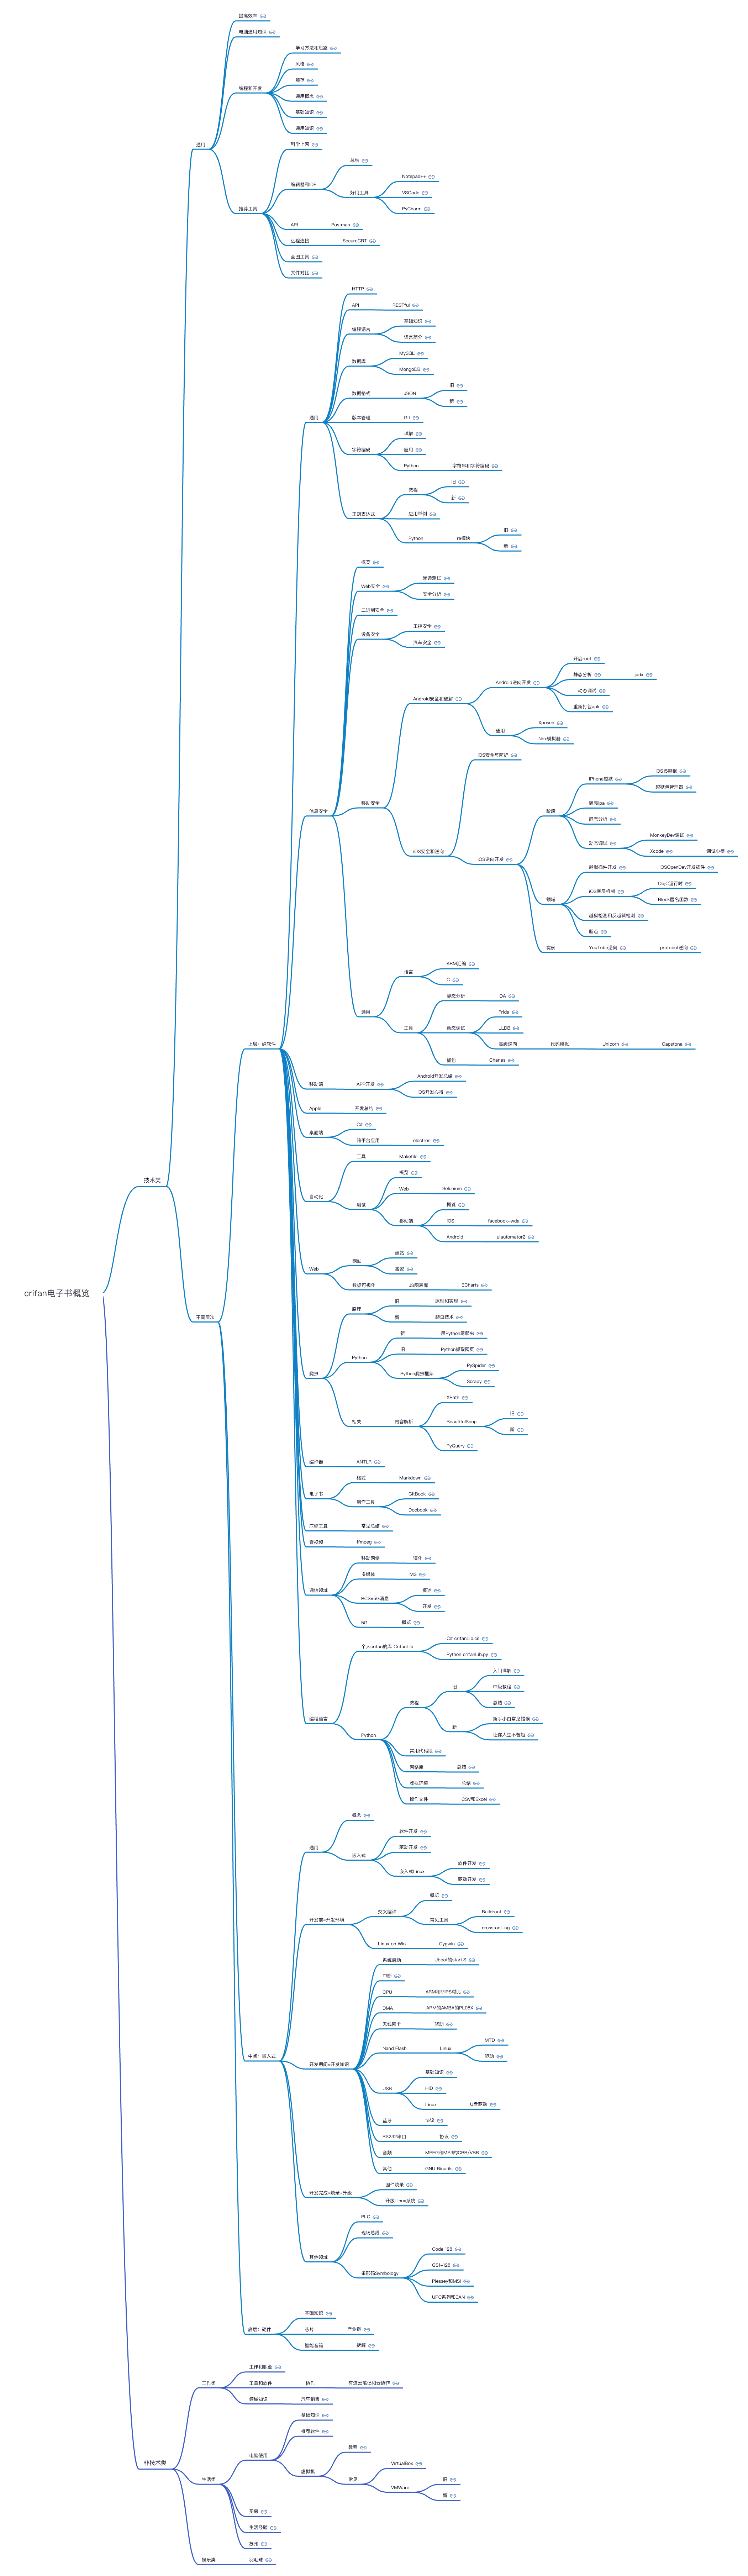 提高效率
电脑通用知识
学习方法和思路
风格
规范
编程和开发
通用概念
基础知识
通用知识
通用
科学上网
总结
编辑器和IDE
Notepad++
好用工具
VSCode
PyCharm
推荐工具
API
Postman
远程连接
SecureCRT
画图工具
文件对比
HTTP
API
RESTful
编程语言
基础知识
语言简介
数据库
MySQL
MongoDB
数据格式
JSON
旧
新
通用
版本管理
Git
详解
字符编码
应用
Python
字符串和字符编码
教程
旧
新
正则表达式
应用举例
Python
re模块
旧
新
概览
Web安全
渗透测试
安全分析
二进制安全
设备安全
工控安全
汽车安全
开启root
Android逆向开发
静态分析
jadx
动态调试
重新打包apk
Android安全和破解
通用
Xposed
Nox模拟器
iOS安全与防护
移动安全
信息安全
iPhone越狱
iOS15越狱
越狱包管理器
阶段
砸壳ipa
静态分析
动态调试
MonkeyDev调试
Xcode
调试心得
iOS安全和逆向
iOS逆向开发
越狱插件开发
iOSOpenDev开发插件
领域
iOS底层机制
ObjC运行时
Block匿名函数
越狱检测和反越狱检测
断点
实例
YouTube逆向
protobuf逆向
语言
ARM汇编
C
通用
静态分析
IDA
工具
动态调试
Frida
LLDB
高级逆向
代码模拟
Unicorn
Capstone
抓包
Charles
上层：纯软件
移动端
APP开发
Android开发总结
iOS开发心得
Apple
开发总结
桌面端
C#
跨平台应用
electron
工具
Makefile
自动化
概览
Web
Selenium
测试
概览
移动端
iOS
facebook-wda
Android
uiautomator2
Web
网站
建站
搬家
数据可视化
JS图表库
ECharts
技术类
原理
旧
原理和实现
新
爬虫技术
新
用Python写爬虫
爬虫
Python
旧
Python抓取网页
Python爬虫框架
PySpider
Scrapy
XPath
相关
内容解析
BeautifulSoup
旧
新
PyQuery
编译器
ANTLR
电子书
格式
Markdown
制作工具
GitBook
Docbook
压缩工具
常见总结
音视频
ffmpeg
通信领域
移动网络
演化
多媒体
IMS
RCS=5G消息
概述
开发
5G
概览
crifan电子书概览
不同层次
个人crifan的库 CrifanLib
C# crifanLib.cs
Python crifanLib.py
编程语言
教程
旧
入门详解
中级教程
总结
新
新手小白常见错误
让你人生不苦短
Python
常用代码段
网络库
总结
虚拟环境
总结
操作文件
CSV和Excel
通用
概念
嵌入式
软件开发
驱动开发
嵌入式Linux
软件开发
驱动开发
开发前=开发环境
交叉编译
概览
常见工具
Buildroot
crosstool-ng
Linux on Win
Cygwin
系统启动
Uboot的start.S
中断
CPU
ARM和MIPS对比
DMA
ARM的AMBA的PL08X
无线网卡
驱动
Nand Flash
Linux
MTD
驱动
中间：嵌入式
开发期间=开发知识
USB
基础知识
HID
Linux
U盘驱动
蓝牙
协议
RS232串口
协议
音频
MPEG和MP3的CBR/VBR
其他
GNU Binutils
开发完成=烧录+升级
固件烧录
升级Linux系统
PLC
现场总线
其他领域
条形码Symbology
Code 128
GS1-128
Plessey和MSI
UPC系列和EAN
底层：硬件
基础知识
芯片
产业链
智能音箱
拆解
工作类
工作和职业
工具和软件
协作
有道云笔记和云协作
领域知识
汽车销售
非技术类
基础知识
电脑使用
推荐软件
虚拟机
教程
常见
VirtualBox
VMWare
旧
新
生活类
买房
生活经验
苏州
娱乐类
羽毛球